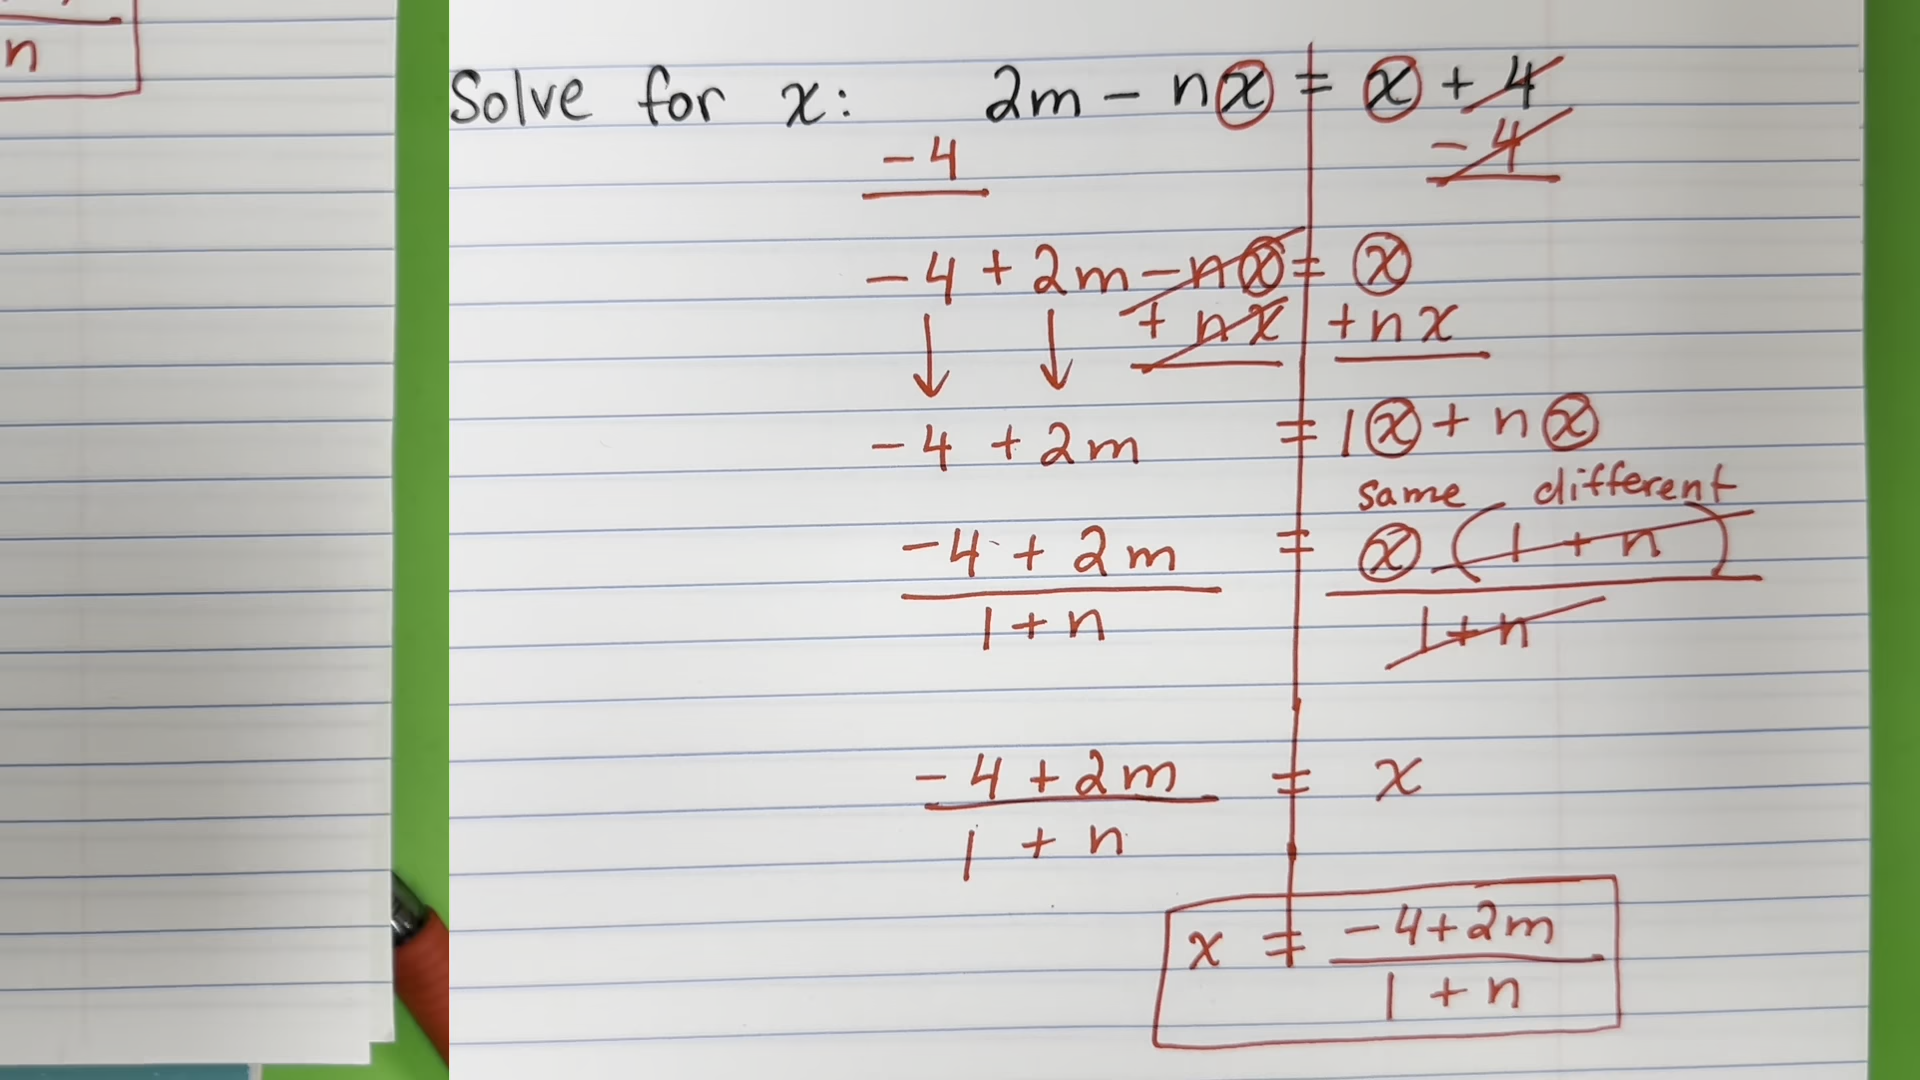 n
Solve for x: 2m - nx = x + 4
-4 -4
-4 + 2m - nx = x
+ nx + nx
-4 + 2m = 1x + nx
same different
-4 + 2m = x (1 + n)
1 + n 1 + n
-4 + 2m = x
1 + n
x = -4 + 2m
1 + n